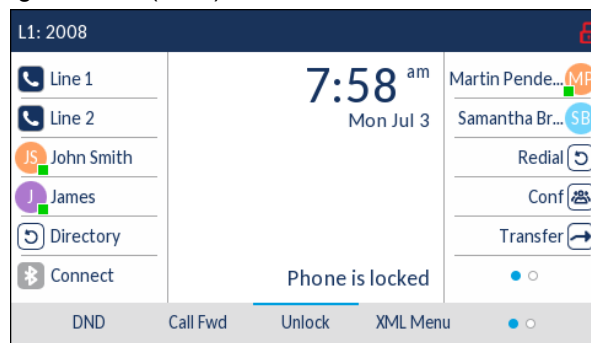 L1: 2008
Line 1
Line 2
JS John Smith
J James
Directory
Connect
7:58 am
Mon Jul 3
Phone is locked
Martin Pende... MP
Samantha Br... SB
Redial
Conf
Transfer
DND Call Fwd Unlock XML Menu